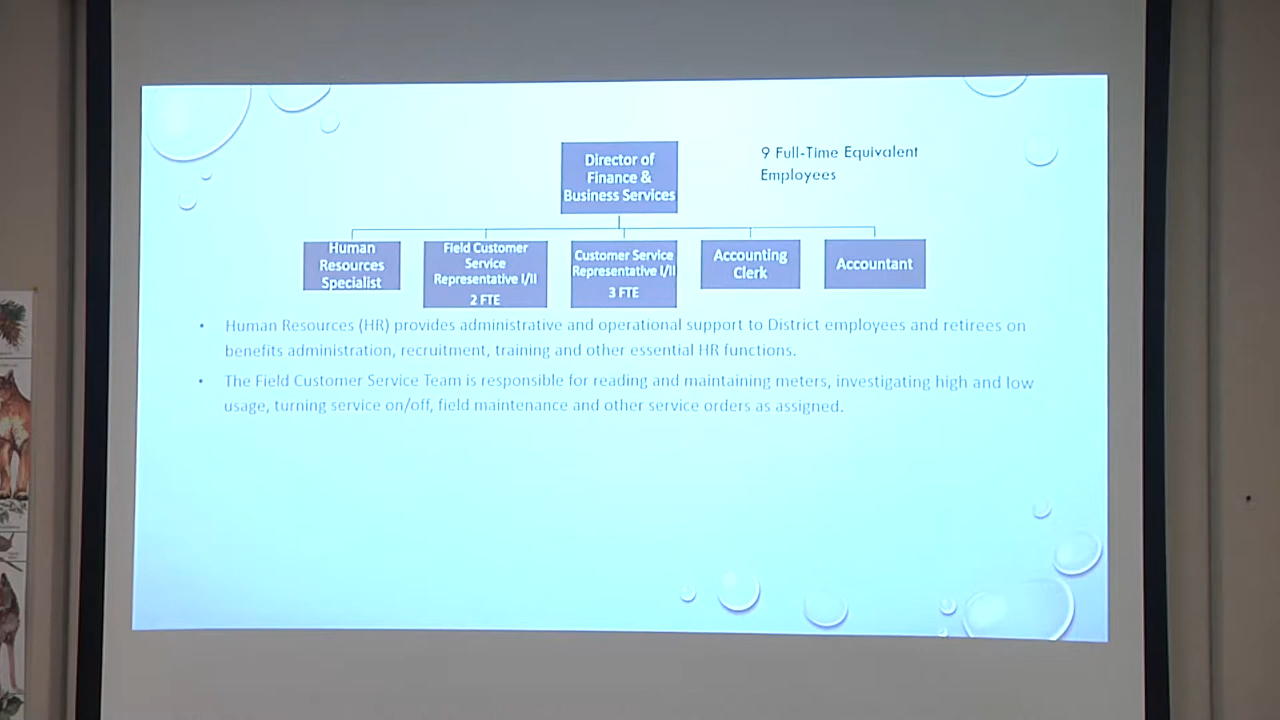 Director of
Finance &
Business Services
9 Full-Time Equivalent
Employees
Human
Resources
Specialist
Field Customer
Service
Representative I/II
2 FTE
Customer Service
Representative I/II
3 FTE
Accounting
Clerk
Accountant
• Human Resources (HR) provides administrative and operational support to District employees and retirees on
benefits administration, recruitment, training and other essential HR functions.
• The Field Customer Service Team is responsible for reading and maintaining meters, investigating high and low
usage, turning service on/off, field maintenance and other service orders as assigned.